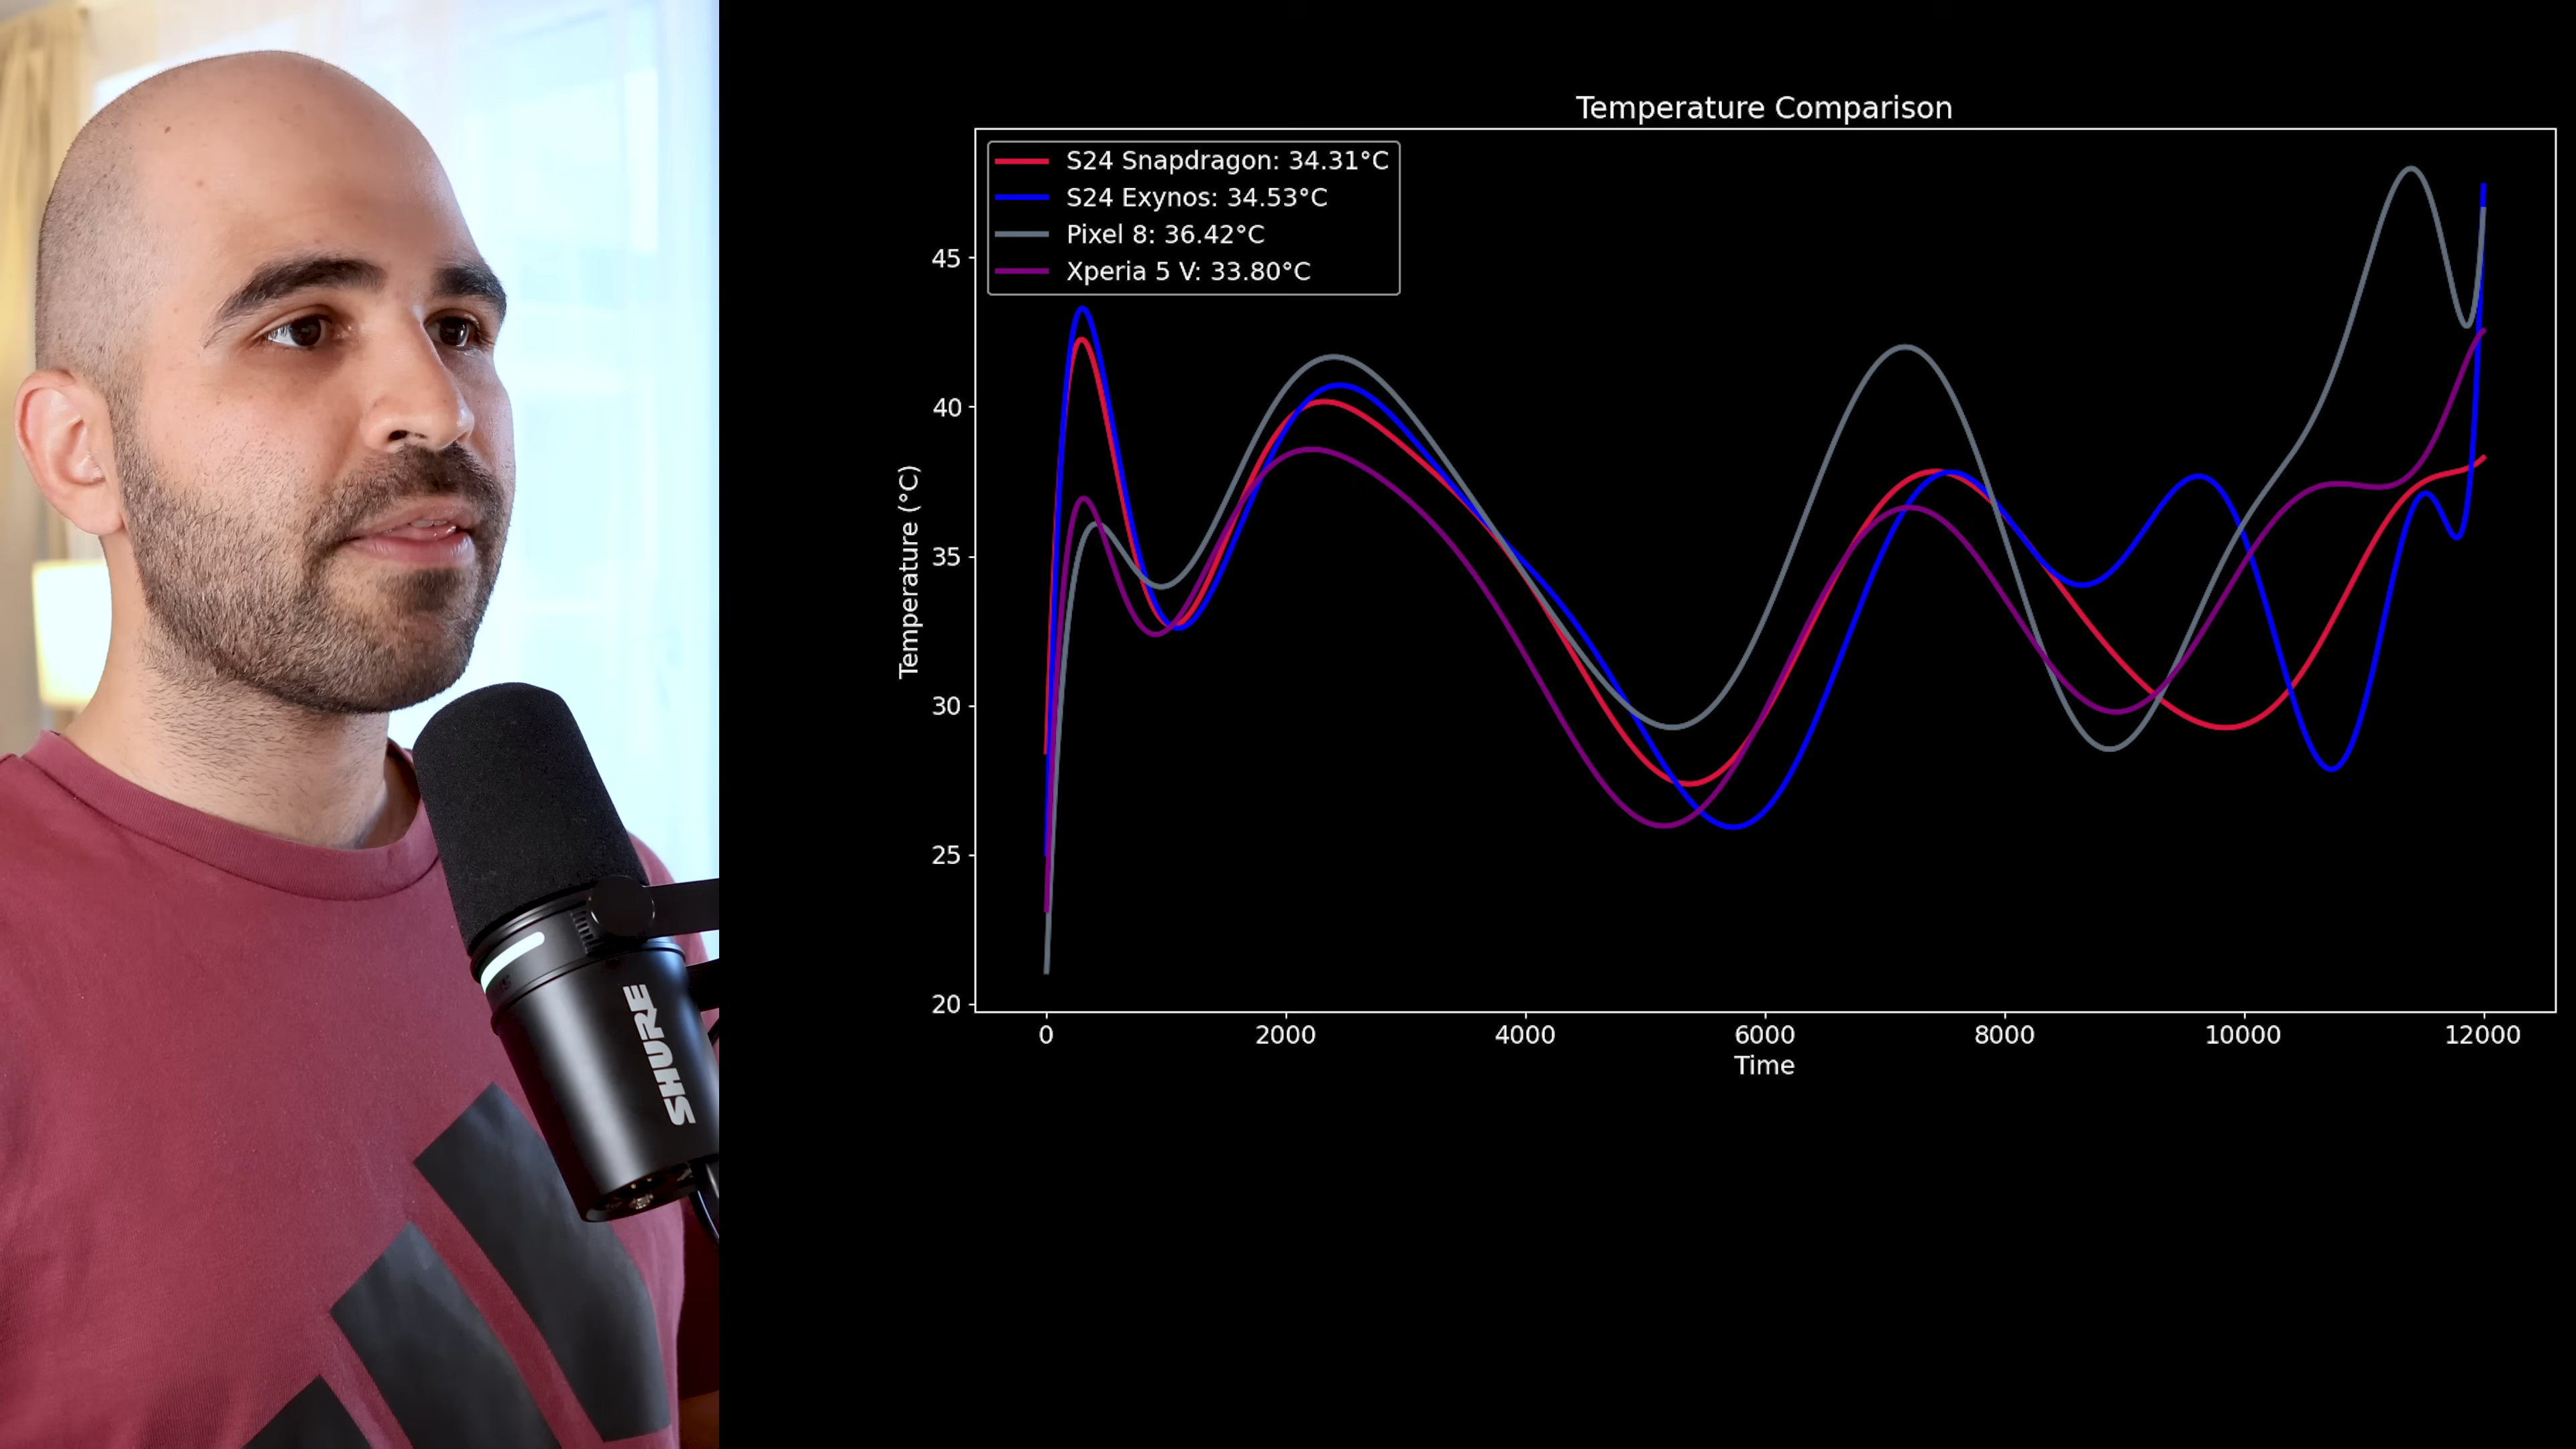 Temperature Comparison
S24 Snapdragon: 34.31°C
S24 Exynos: 34.53°C
Pixel 8: 36.42°C
Xperia 5 V: 33.80°C
Temperature (°C)
45
40
35
30
25
20
0 2000 4000 6000 8000 10000 12000
Time
SHURE